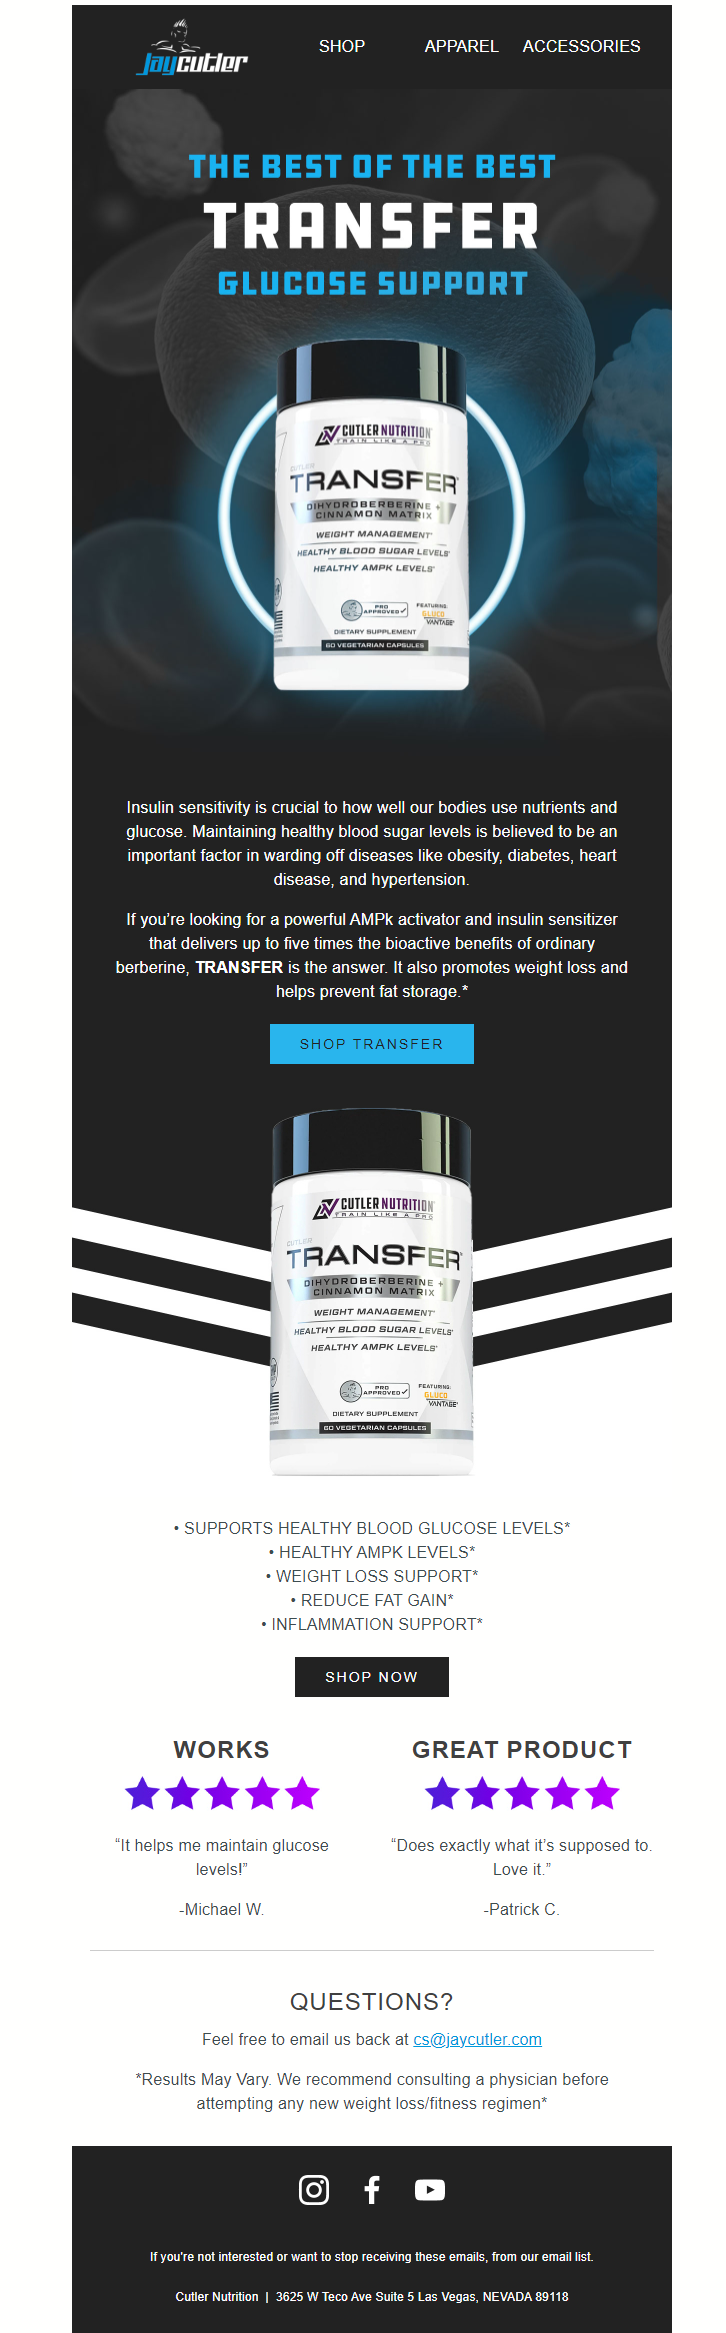 jaycutler
SHOP
APPAREL
ACCESSORIES
THE BEST OF THE BEST
TRANSFER
GLUCOSE SUPPORT
CUTLER NUTRITION
TRAIN LIKE A PRO
CUTLER
TRANSFER
DIHYDROBERBERINE +
CINNAMON MATRIX
WEIGHT MANAGEMENT*
HEALTHY BLOOD SUGAR LEVELS*
HEALTHY AMPK LEVELS*
PRO
APPROVED
FEATURING:
GLUCO
VANTAGE
DIETARY SUPPLEMENT
60 VEGETARIAN CAPSULES
Insulin sensitivity is crucial to how well our bodies use nutrients and
glucose. Maintaining healthy blood sugar levels is believed to be an
important factor in warding off diseases like obesity, diabetes, heart
disease, and hypertension.
If you’re looking for a powerful AMPk activator and insulin sensitizer
that delivers up to five times the bioactive benefits of ordinary
berberine, TRANSFER is the answer. It also promotes weight loss and
helps prevent fat storage.*
SHOP TRANSFER
CUTLER NUTRITION
TRAIN LIKE A PRO
CUTLER
TRANSFER
DIHYDROBERBERINE +
CINNAMON MATRIX
WEIGHT MANAGEMENT*
HEALTHY BLOOD SUGAR LEVELS*
HEALTHY AMPK LEVELS*
PRO
APPROVED
FEATURING:
GLUCO
VANTAGE
DIETARY SUPPLEMENT
60 VEGETARIAN CAPSULES
• SUPPORTS HEALTHY BLOOD GLUCOSE LEVELS*
• HEALTHY AMPK LEVELS*
• WEIGHT LOSS SUPPORT*
• REDUCE FAT GAIN*
• INFLAMMATION SUPPORT*
SHOP NOW
WORKS
“It helps me maintain glucose
levels!”
-Michael W.
GREAT PRODUCT
“Does exactly what it’s supposed to.
Love it.”
-Patrick C.
QUESTIONS?
Feel free to email us back at cs@jaycutler.com
*Results May Vary. We recommend consulting a physician before
attempting any new weight loss/fitness regimen*
If you're not interested or want to stop receiving these emails, from our email list.
Cutler Nutrition | 3625 W Teco Ave Suite 5 Las Vegas, NEVADA 89118